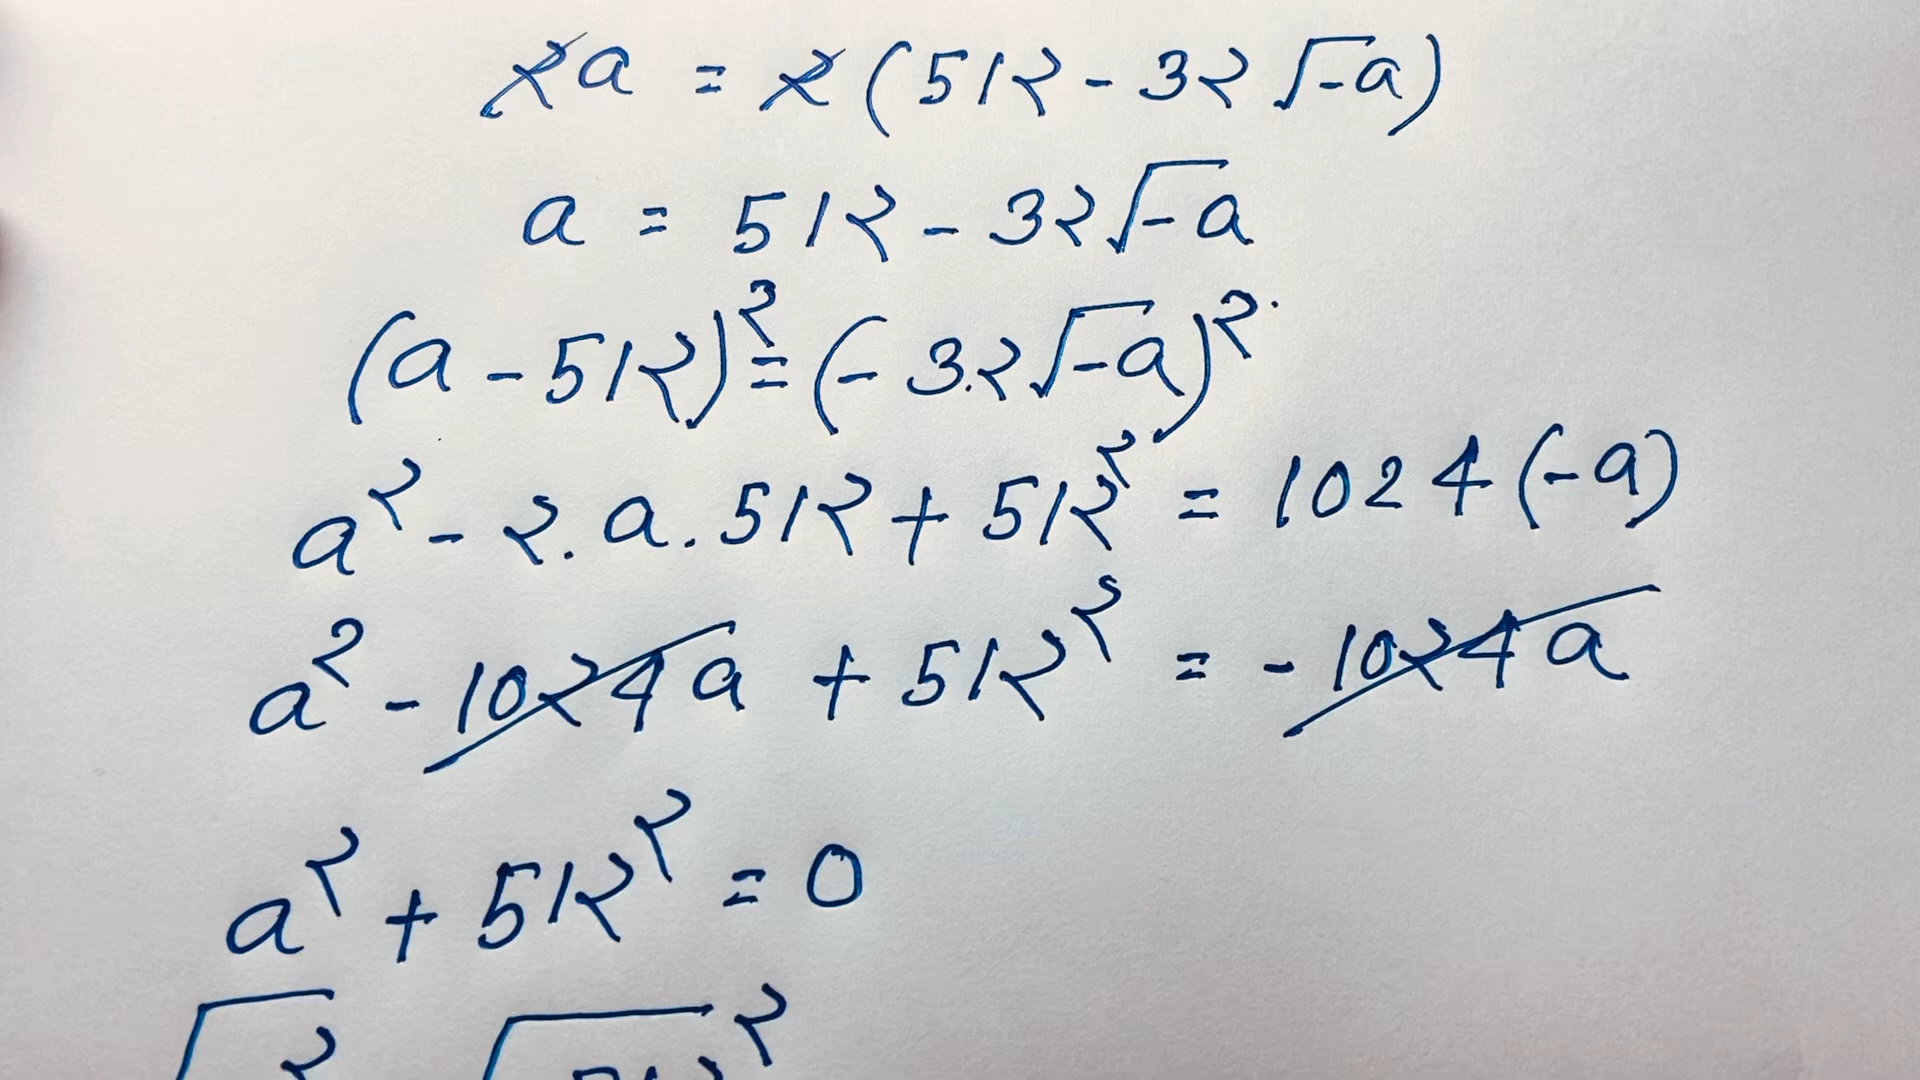 2a = 2(512 - 32√-a)
a = 512 - 32√-a
(a - 512)² = (- 32√-a)²
a² - 2.a.512 + 512² = 1024(-a)
a² - 1024a + 512² = - 1024a
a² + 512² = 0